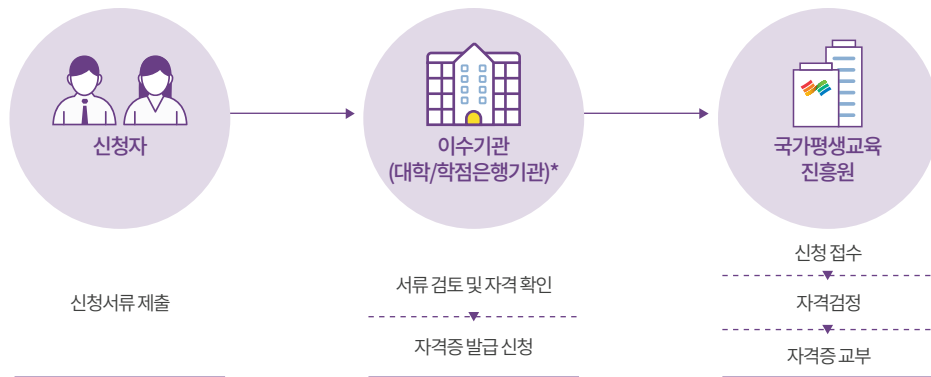 신청자
이수기관
(대학/학점은행기관)*
국가평생교육
진흥원
신청서류 제출
서류 검토 및 자격 확인
자격증 발급 신청
신청 접수
자격검정
자격증 교부